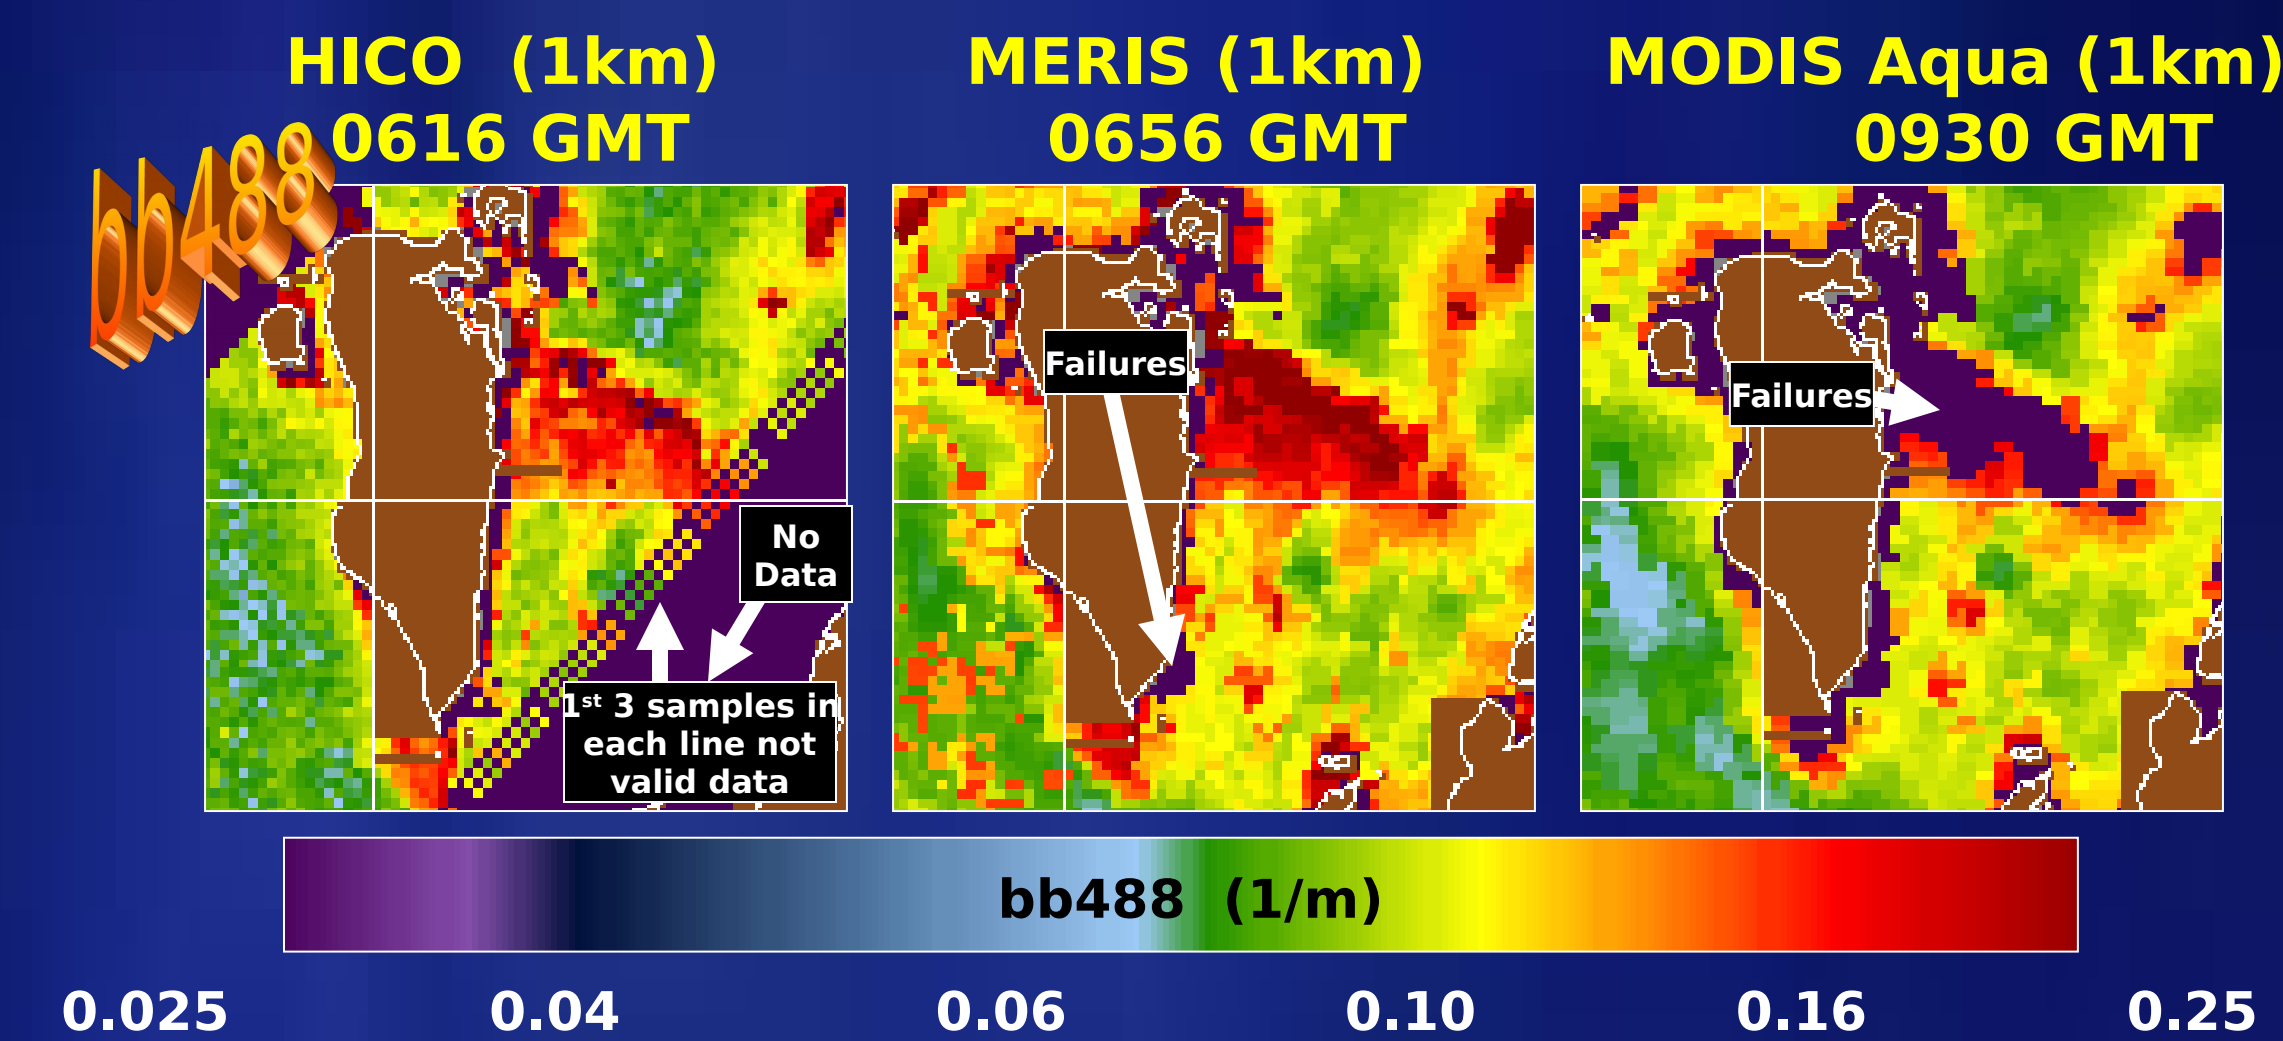 HICO (1km)
0616 GMT
MERIS (1km)
0656 GMT
MODIS Aqua (1km)
0930 GMT
bb488
Failures
Failures
No
Data
1st 3 samples in
each line not
valid data
bb488 (1/m)
0.025 0.04 0.06 0.10 0.16 0.25